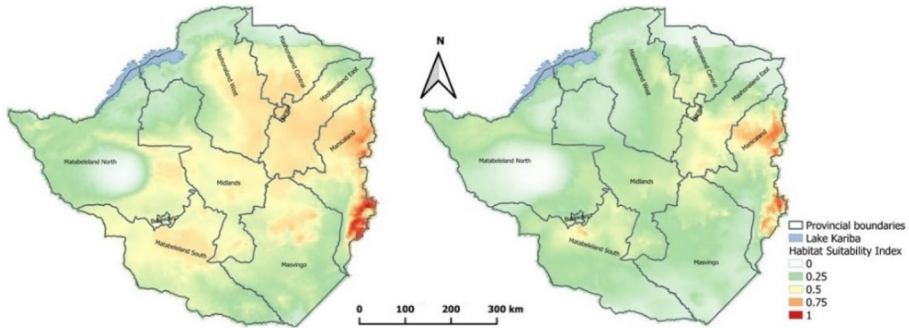 Mashonaland West
Mashonaland Central
Mashonaland East
Manicaland
Matabeleland North
Midlands
Matabeleland South
Masvingo
N
Mashonaland West
Mashonaland Central
Mashonaland East
Manicaland
Matabeleland North
Midlands
Matabeleland South
Masvingo
0 100 200 300 km
Provincial boundaries
Lake Kariba
Habitat Suitability Index
0
0.25
0.5
0.75
1